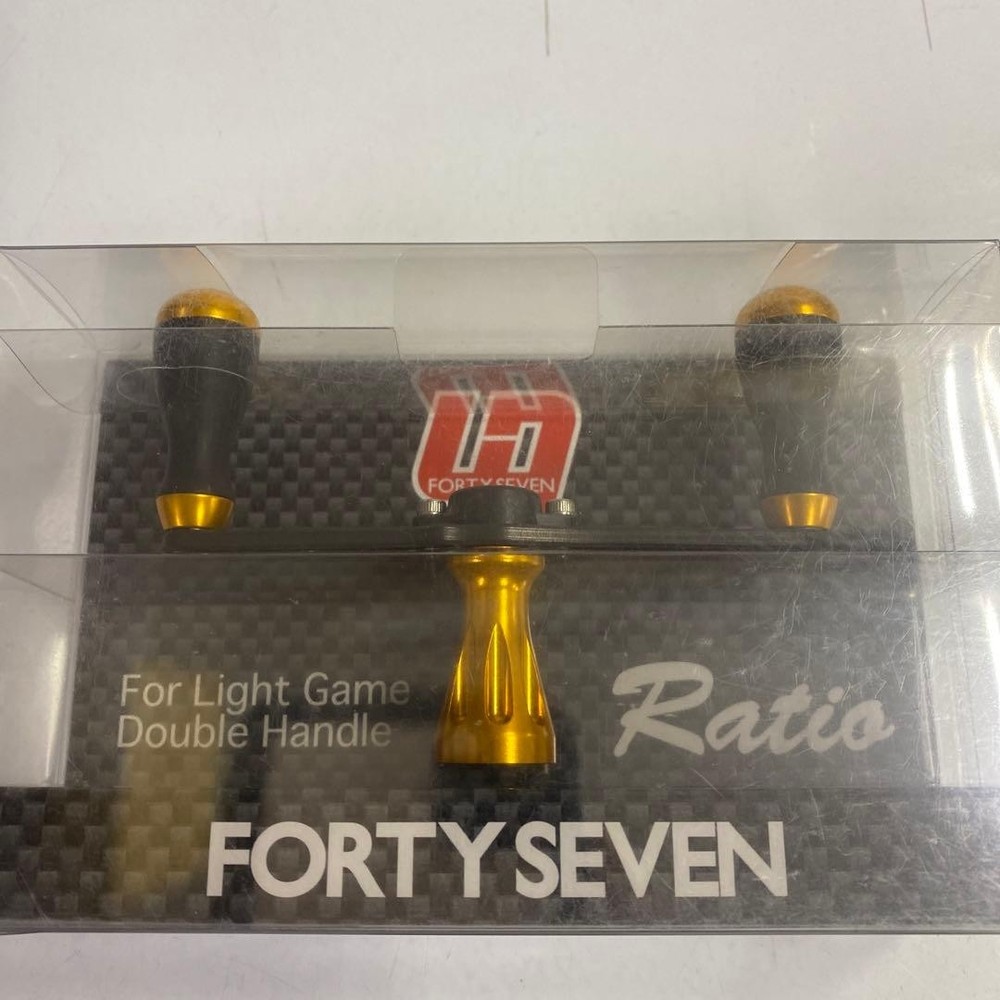 FORTY SEVEN
For Light Game
Double Handle
Ratio
FORTY SEVEN